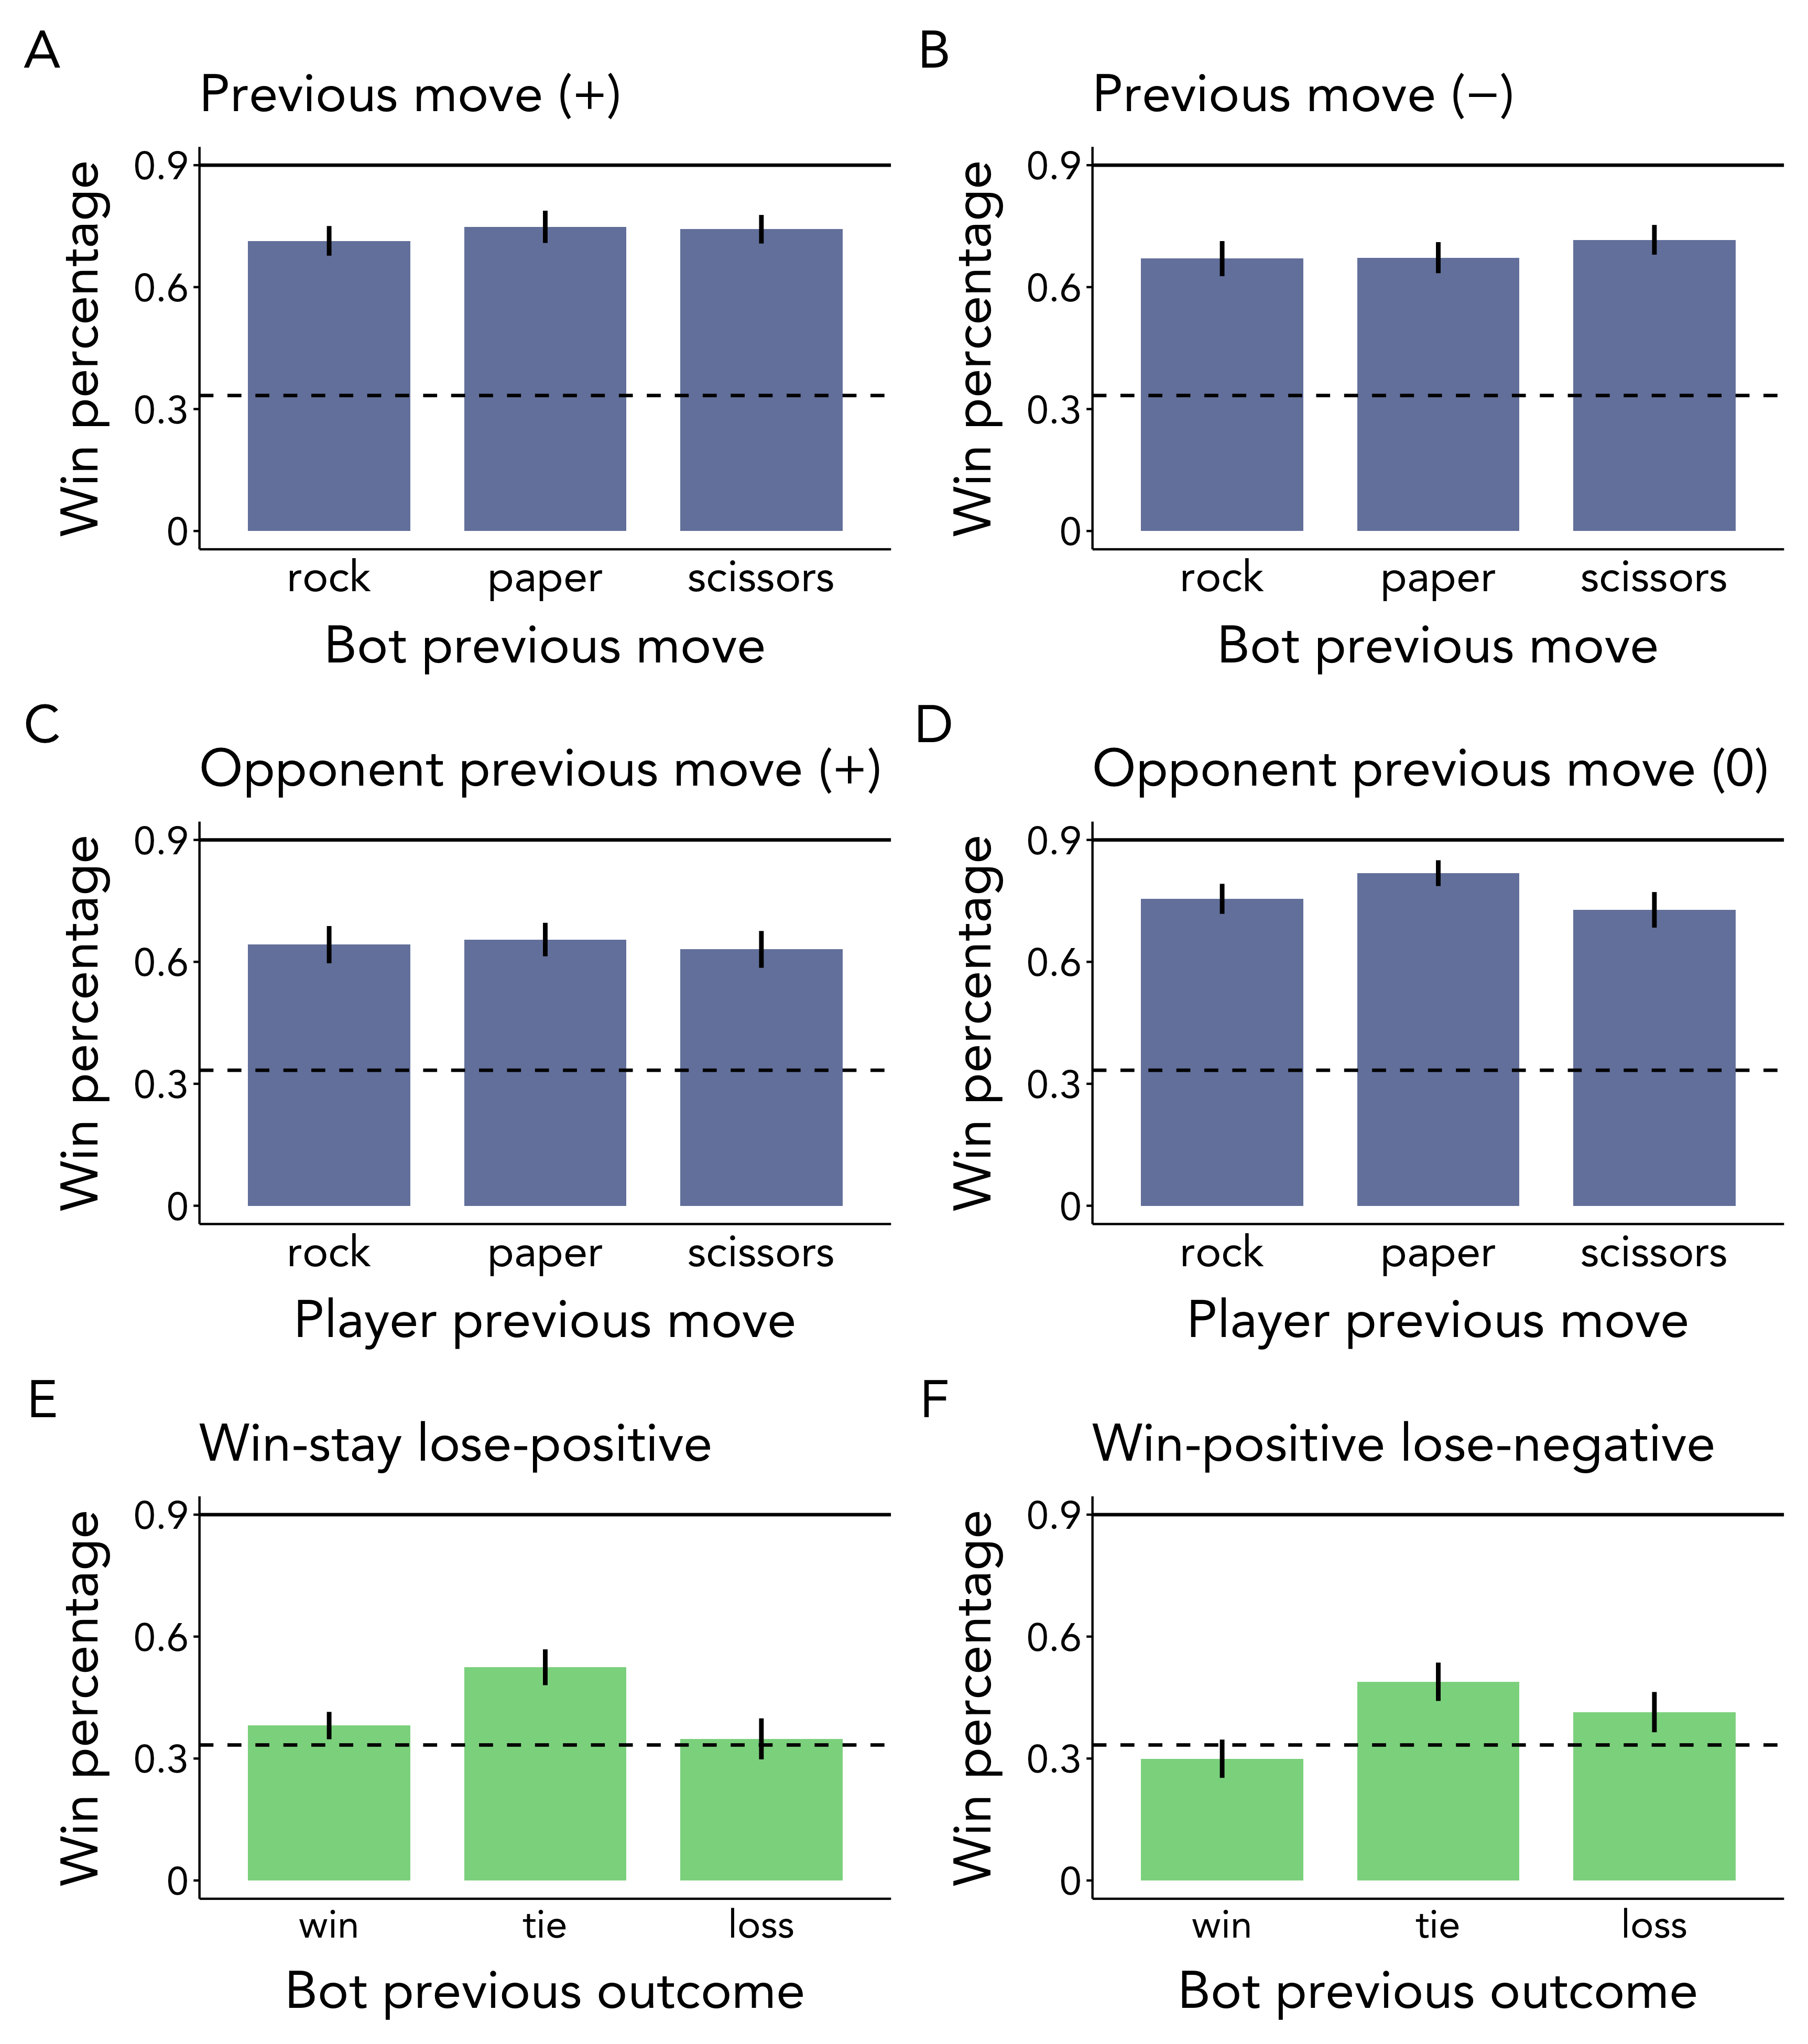 A
Previous move (+)
Win percentage
0.9
0.6
0.3
0
rock paper scissors
Bot previous move
B
Previous move (−)
Win percentage
0.9
0.6
0.3
0
rock paper scissors
Bot previous move
C
Opponent previous move (+)
Win percentage
0.9
0.6
0.3
0
rock paper scissors
Player previous move
D
Opponent previous move (0)
Win percentage
0.9
0.6
0.3
0
rock paper scissors
Player previous move
E
Win-stay lose-positive
Win percentage
0.9
0.6
0.3
0
win tie loss
Bot previous outcome
F
Win-positive lose-negative
Win percentage
0.9
0.6
0.3
0
win tie loss
Bot previous outcome